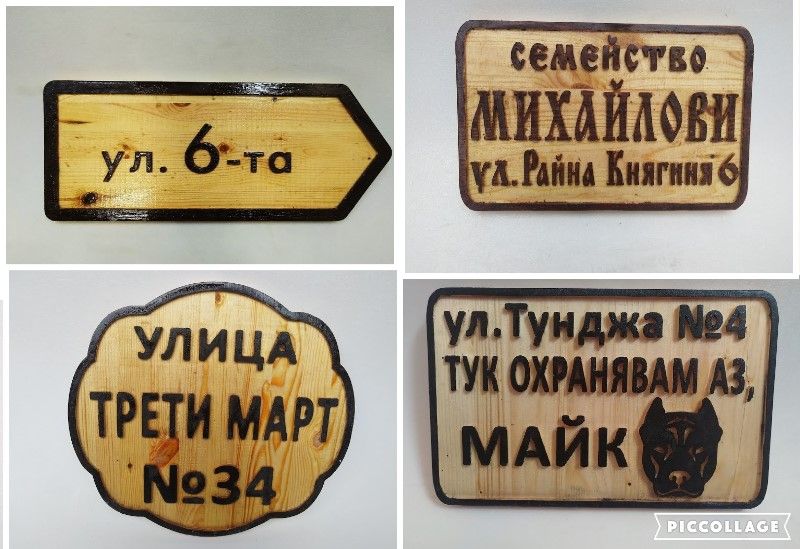 ул. 6-та
СЕМЕЙСТВО
МИХАЙЛОВИ
ул. Райна Княгиня 6
УЛИЦА
ТРЕТИ МАРТ
№34
ул. Тунджа №4
ТУК ОХРАНЯВАМ АЗ,
МАЙК
PICCOLLAGE